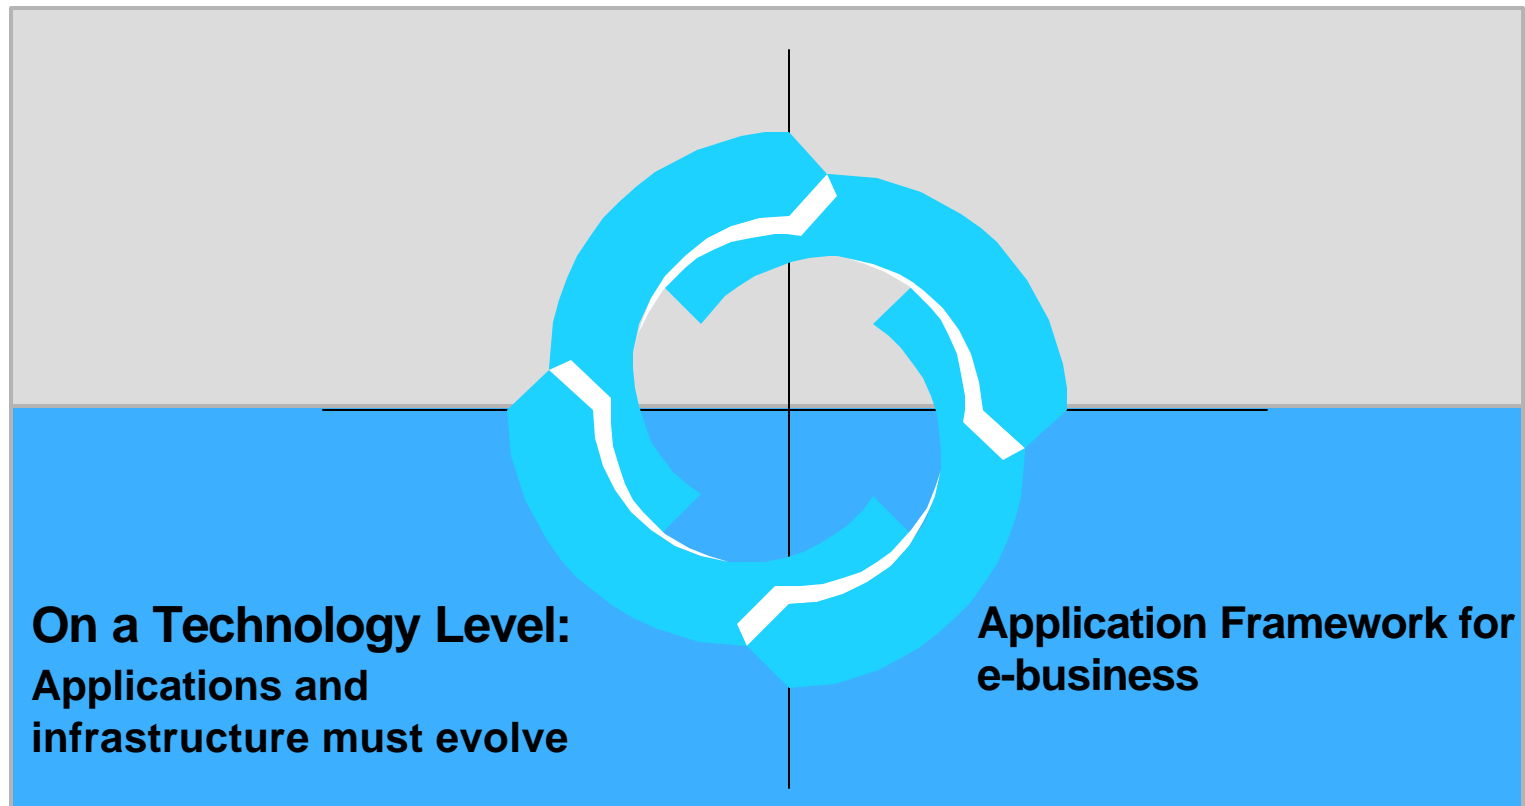 On a Technology Level:
Applications and
infrastructure must evolve
Application Framework for
e-business